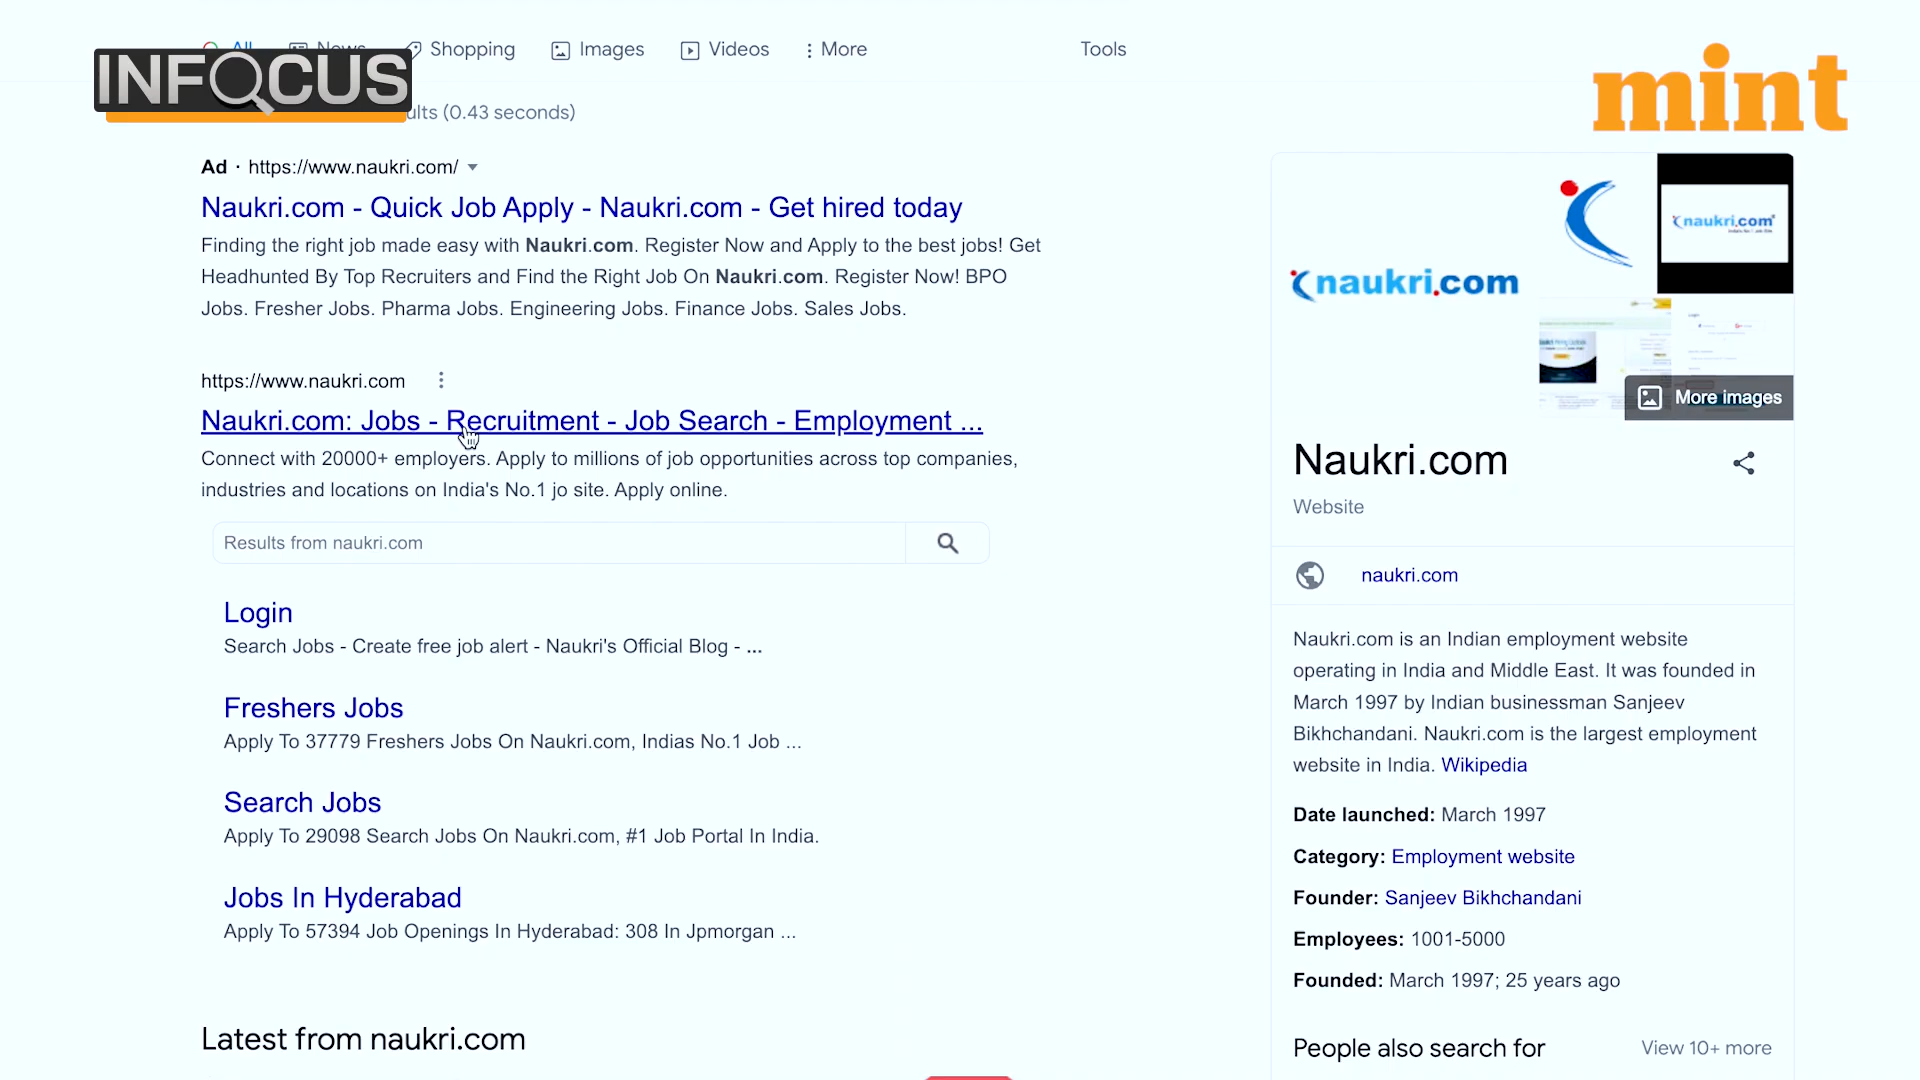 All
News
Shopping
Images
Videos
More
Tools
INFOCUS
mint
ults (0.43 seconds)
Ad · https://www.naukri.com/
Naukri.com - Quick Job Apply - Naukri.com - Get hired today
Finding the right job made easy with Naukri.com. Register Now and Apply to the best jobs! Get
Headhunted By Top Recruiters and Find the Right Job On Naukri.com. Register Now! BPO
Jobs. Fresher Jobs. Pharma Jobs. Engineering Jobs. Finance Jobs. Sales Jobs.
https://www.naukri.com
Naukri.com: Jobs - Recruitment - Job Search - Employment ...
Connect with 20000+ employers. Apply to millions of job opportunities across top companies,
industries and locations on India's No.1 jo site. Apply online.
Results from naukri.com
Login
Search Jobs - Create free job alert - Naukri's Official Blog - ...
Freshers Jobs
Apply To 37779 Freshers Jobs On Naukri.com, Indias No.1 Job ...
Search Jobs
Apply To 29098 Search Jobs On Naukri.com, #1 Job Portal In India.
Jobs In Hyderabad
Apply To 57394 Job Openings In Hyderabad: 308 In Jpmorgan ...
Latest from naukri.com
naukri.com
naukri.com
More images
Naukri.com
Website
naukri.com
Naukri.com is an Indian employment website
operating in India and Middle East. It was founded in
March 1997 by Indian businessman Sanjeev
Bikhchandani. Naukri.com is the largest employment
website in India. Wikipedia
Date launched: March 1997
Category: Employment website
Founder: Sanjeev Bikhchandani
Employees: 1001-5000
Founded: March 1997; 25 years ago
People also search for
View 10+ more